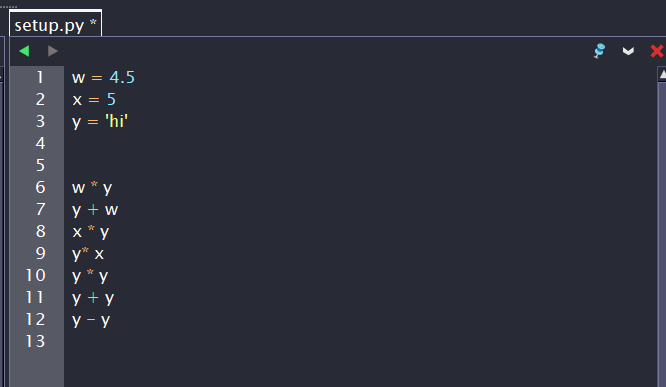 setup.py *
1 w = 4.5
2 x = 5
3 y = 'hi'
4
5
6 w * y
7 y + w
8 x * y
9 y* x
10 y * y
11 y + y
12 y - y
13